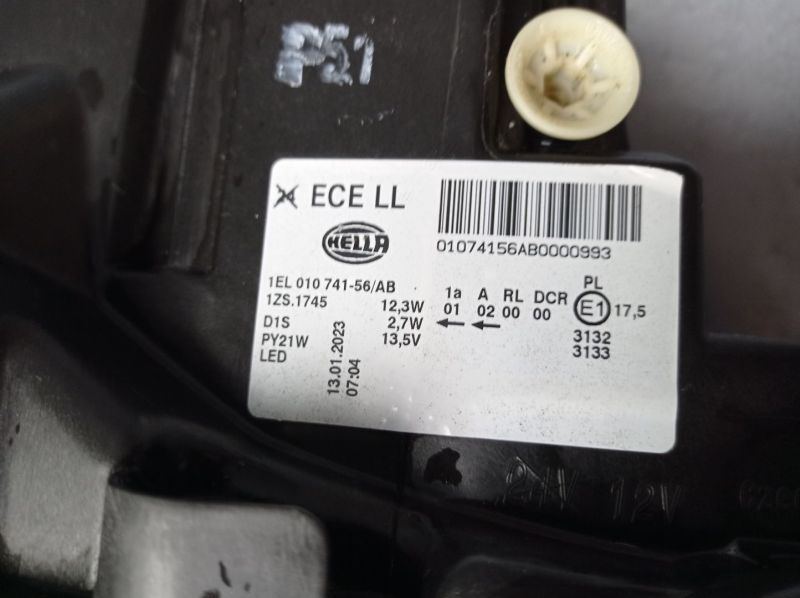 P51
ECE LL
HELLA
01074156AB0000993
1EL 010 741-56/AB
1ZS.1745
D1S
PY21W
LED
12,3W
2,7W
13,5V
13.01.2023
07:04
1a A RL DCR
01 02 00 00
PL
E1 17,5
3132
3133
24V 12V